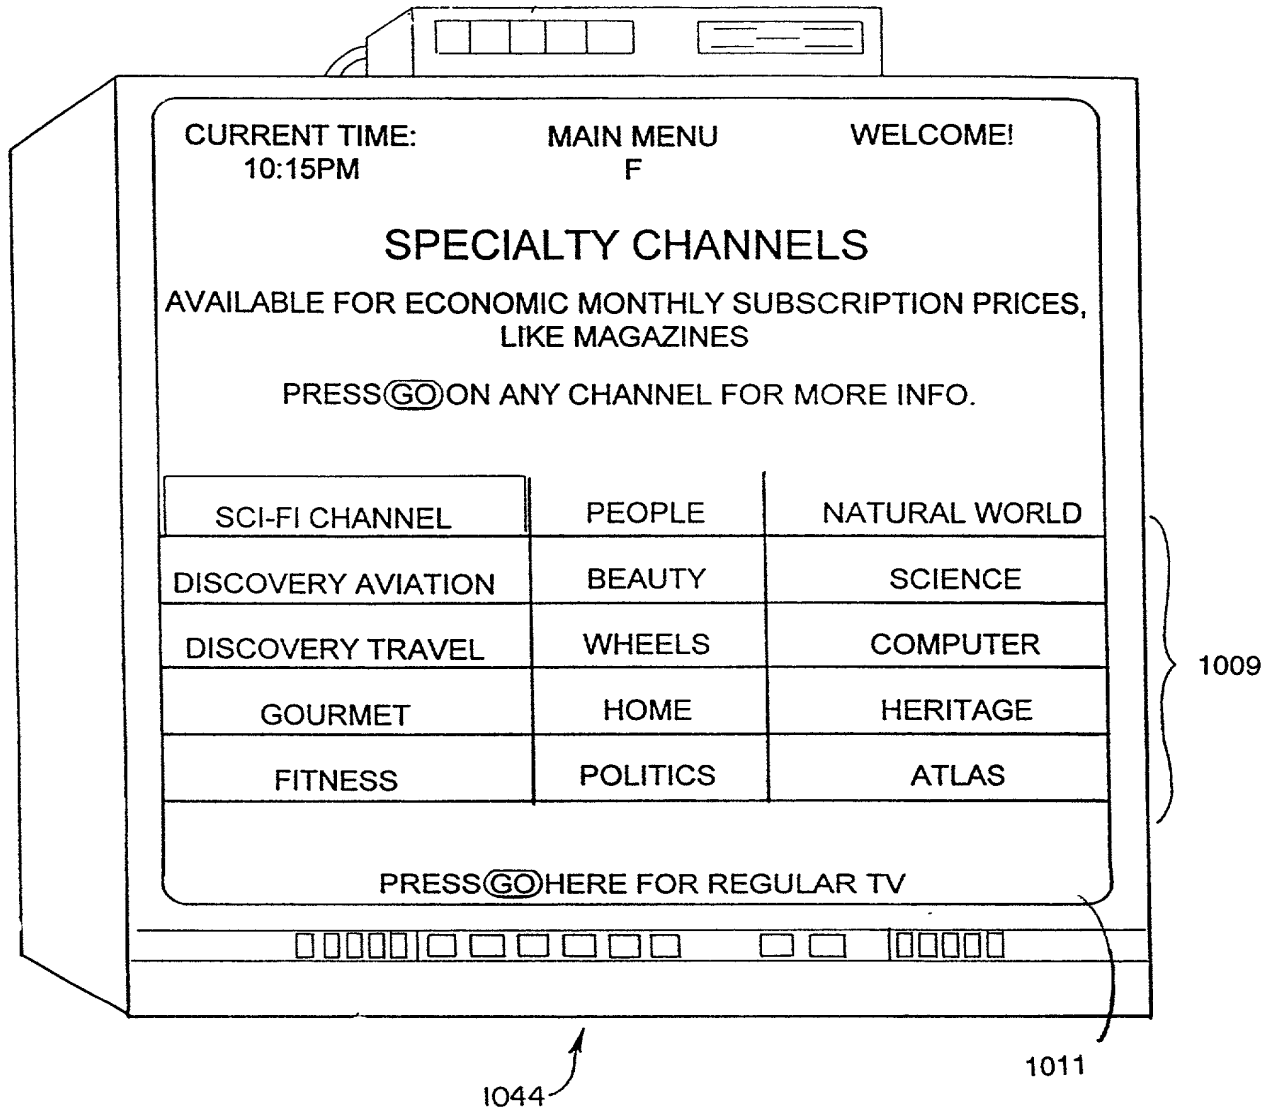 CURRENT TIME: MAIN MENU WELCOME!
10:15PM F
SPECIALTY CHANNELS
AVAILABLE FOR ECONOMIC MONTHLY SUBSCRIPTION PRICES,
LIKE MAGAZINES
PRESS GO ON ANY CHANNEL FOR MORE INFO.
SCI-FI CHANNEL PEOPLE NATURAL WORLD
DISCOVERY AVIATION BEAUTY SCIENCE
DISCOVERY TRAVEL WHEELS COMPUTER
GOURMET HOME HERITAGE
FITNESS POLITICS ATLAS
PRESS GO HERE FOR REGULAR TV
1009
1011
1044